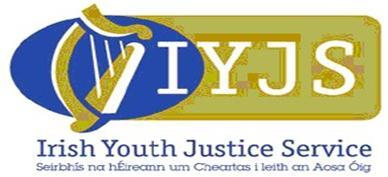 IYJS
Irish Youth Justice Service
Seirbhís na hÉireann um Cheartas i leith an Aosa Óig